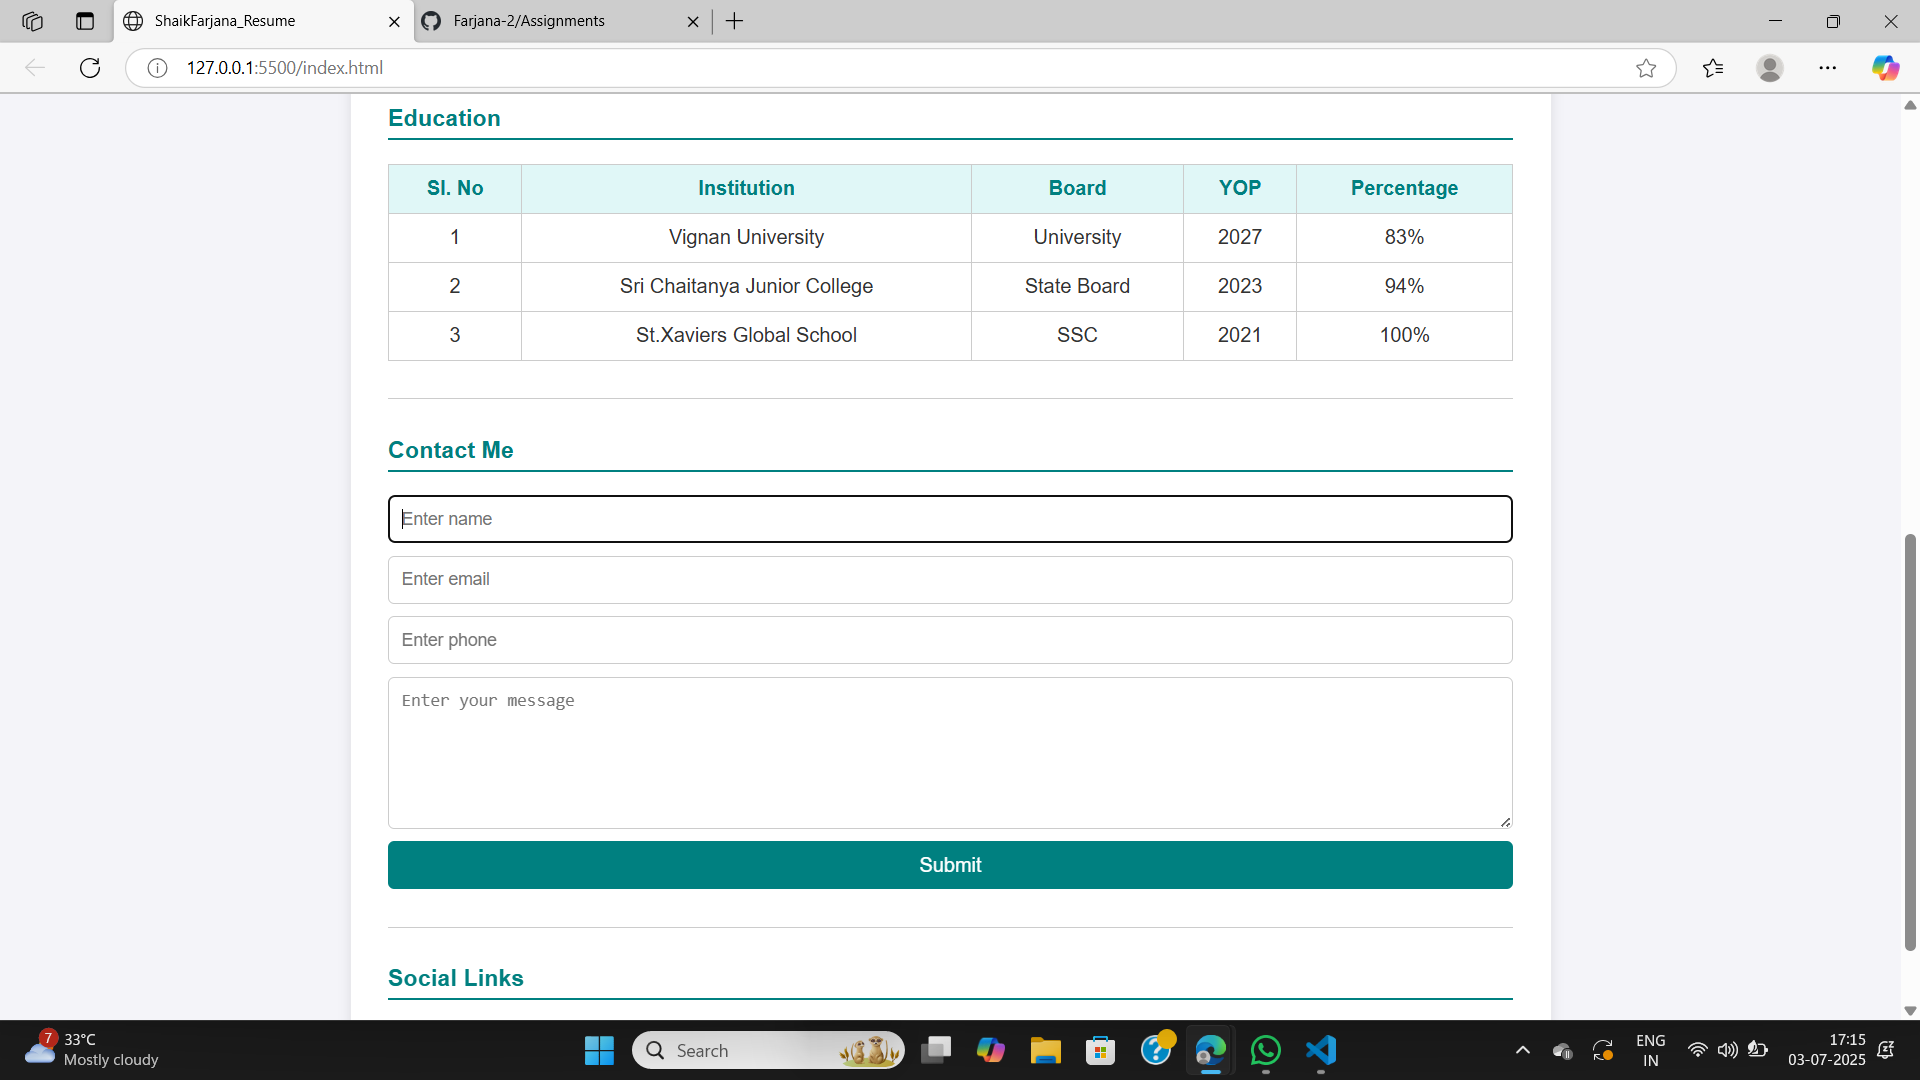 ShaikFarjana_Resume
Farjana-2/Assignments
127.0.0.1:5500/index.html
Education
Sl. No Institution Board YOP Percentage
1 Vignan University University 2027 83%
2 Sri Chaitanya Junior College State Board 2023 94%
3 St.Xaviers Global School SSC 2021 100%
Contact Me
Enter name
Enter email
Enter phone
Enter your message
Submit
Social Links
7
33°C
Mostly cloudy
Search
ENG
IN
17:15
03-07-2025